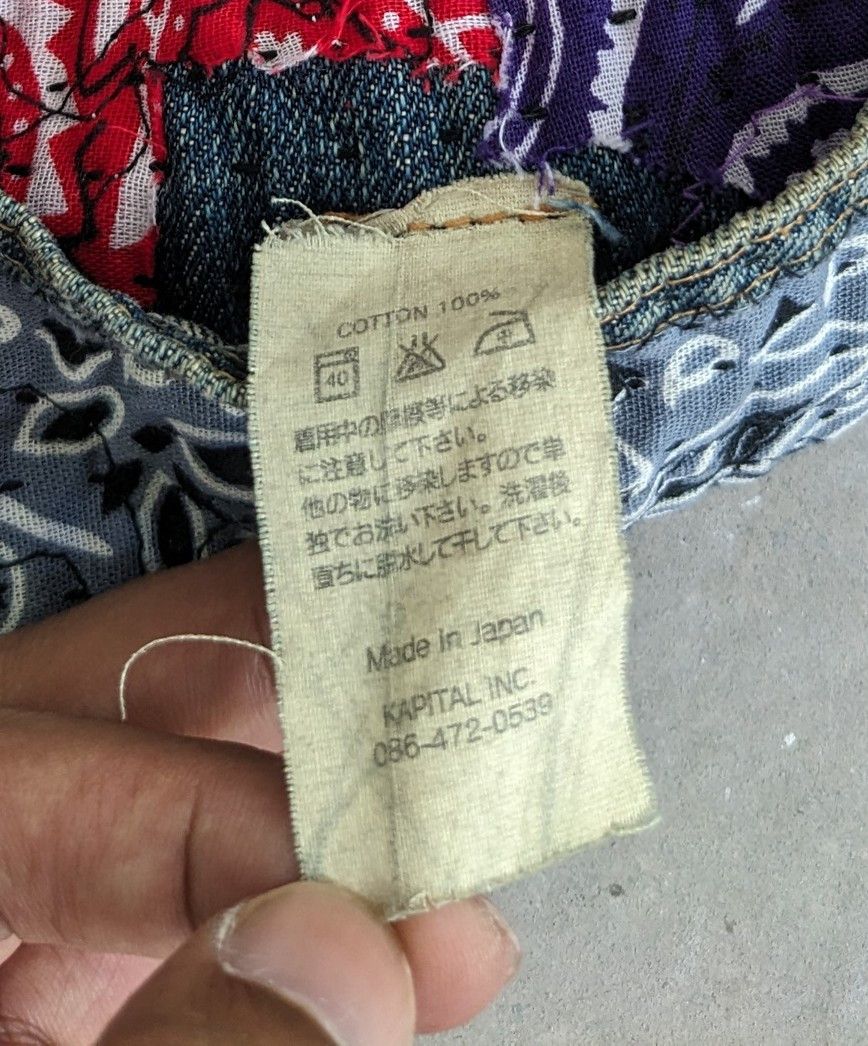 COTTON 100%
40
着用中の摩擦等による移染
に注意して下さい。
他の物に移染しますので単
独でお洗い下さい。洗濯後
直ちに脱水して干して下さい。
Made in Japan
KAPITAL INC.
086-472-0539